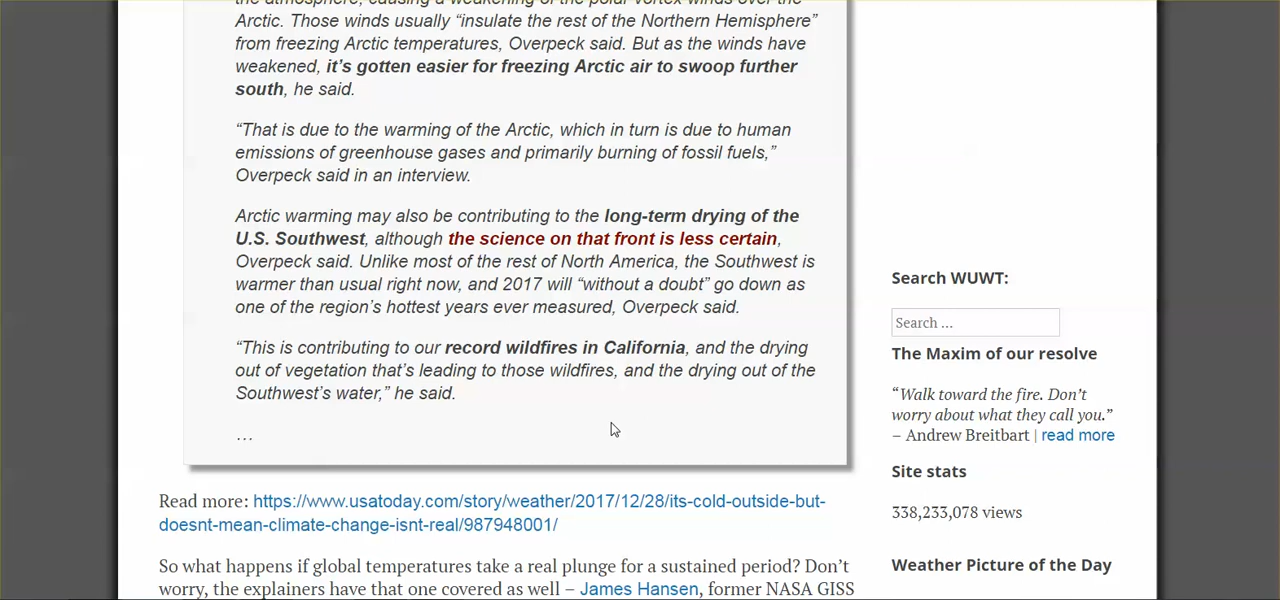 the atmosphere, causing a weakening of the polar vortex winds over the
Arctic. Those winds usually “insulate the rest of the Northern Hemisphere”
from freezing Arctic temperatures, Overpeck said. But as the winds have
weakened, it’s gotten easier for freezing Arctic air to swoop further
south, he said.
“That is due to the warming of the Arctic, which in turn is due to human
emissions of greenhouse gases and primarily burning of fossil fuels,”
Overpeck said in an interview.
Arctic warming may also be contributing to the long-term drying of the
U.S. Southwest, although the science on that front is less certain,
Overpeck said. Unlike most of the rest of North America, the Southwest is
warmer than usual right now, and 2017 will “without a doubt” go down as
one of the region’s hottest years ever measured, Overpeck said.
“This is contributing to our record wildfires in California, and the drying
out of vegetation that’s leading to those wildfires, and the drying out of the
Southwest’s water,” he said.
…
Read more: https://www.usatoday.com/story/weather/2017/12/28/its-cold-outside-but-
doesnt-mean-climate-change-isnt-real/987948001/
So what happens if global temperatures take a real plunge for a sustained period? Don’t
worry, the explainers have that one covered as well – James Hansen, former NASA GISS
Search WUWT:
Search …
The Maxim of our resolve
“Walk toward the fire. Don’t
worry about what they call you.”
– Andrew Breitbart | read more
Site stats
338,233,078 views
Weather Picture of the Day